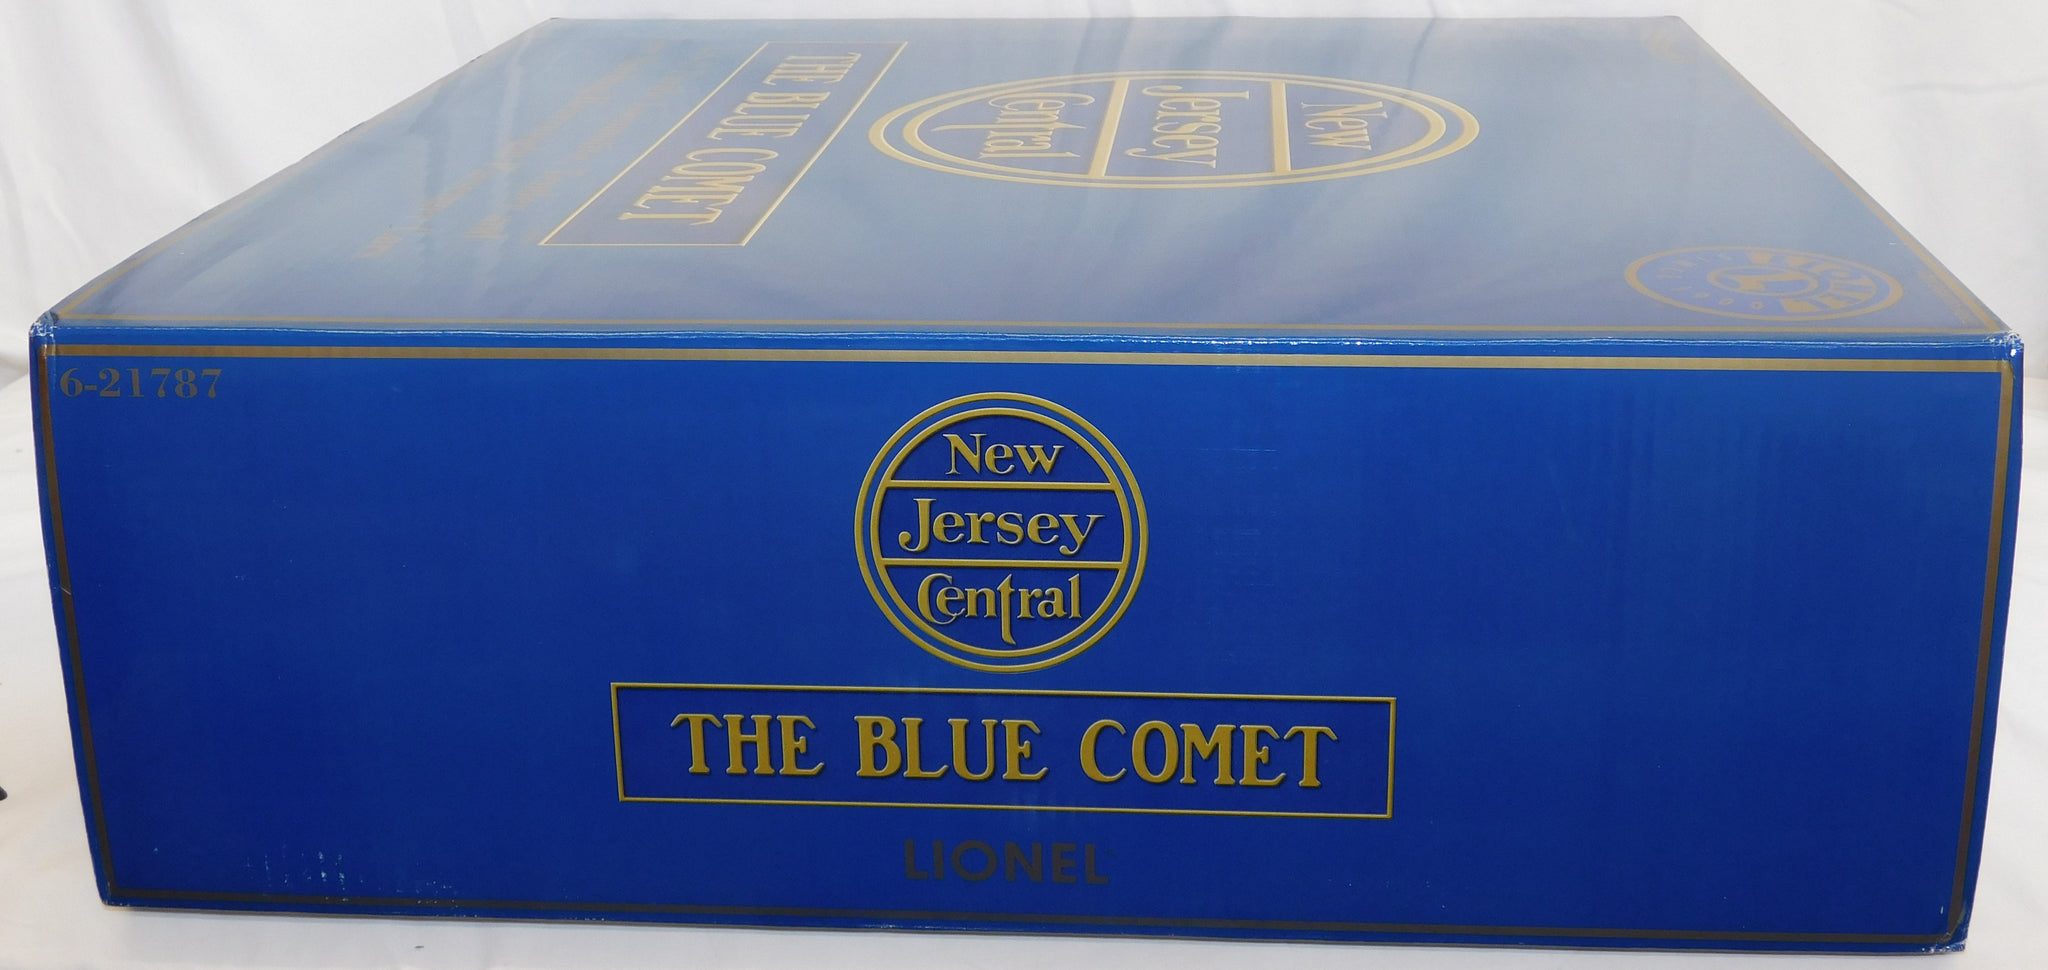 THE BLUE COMET
New
Jersey
Central
6-21787
New
Jersey
Central
THE BLUE COMET
LIONEL